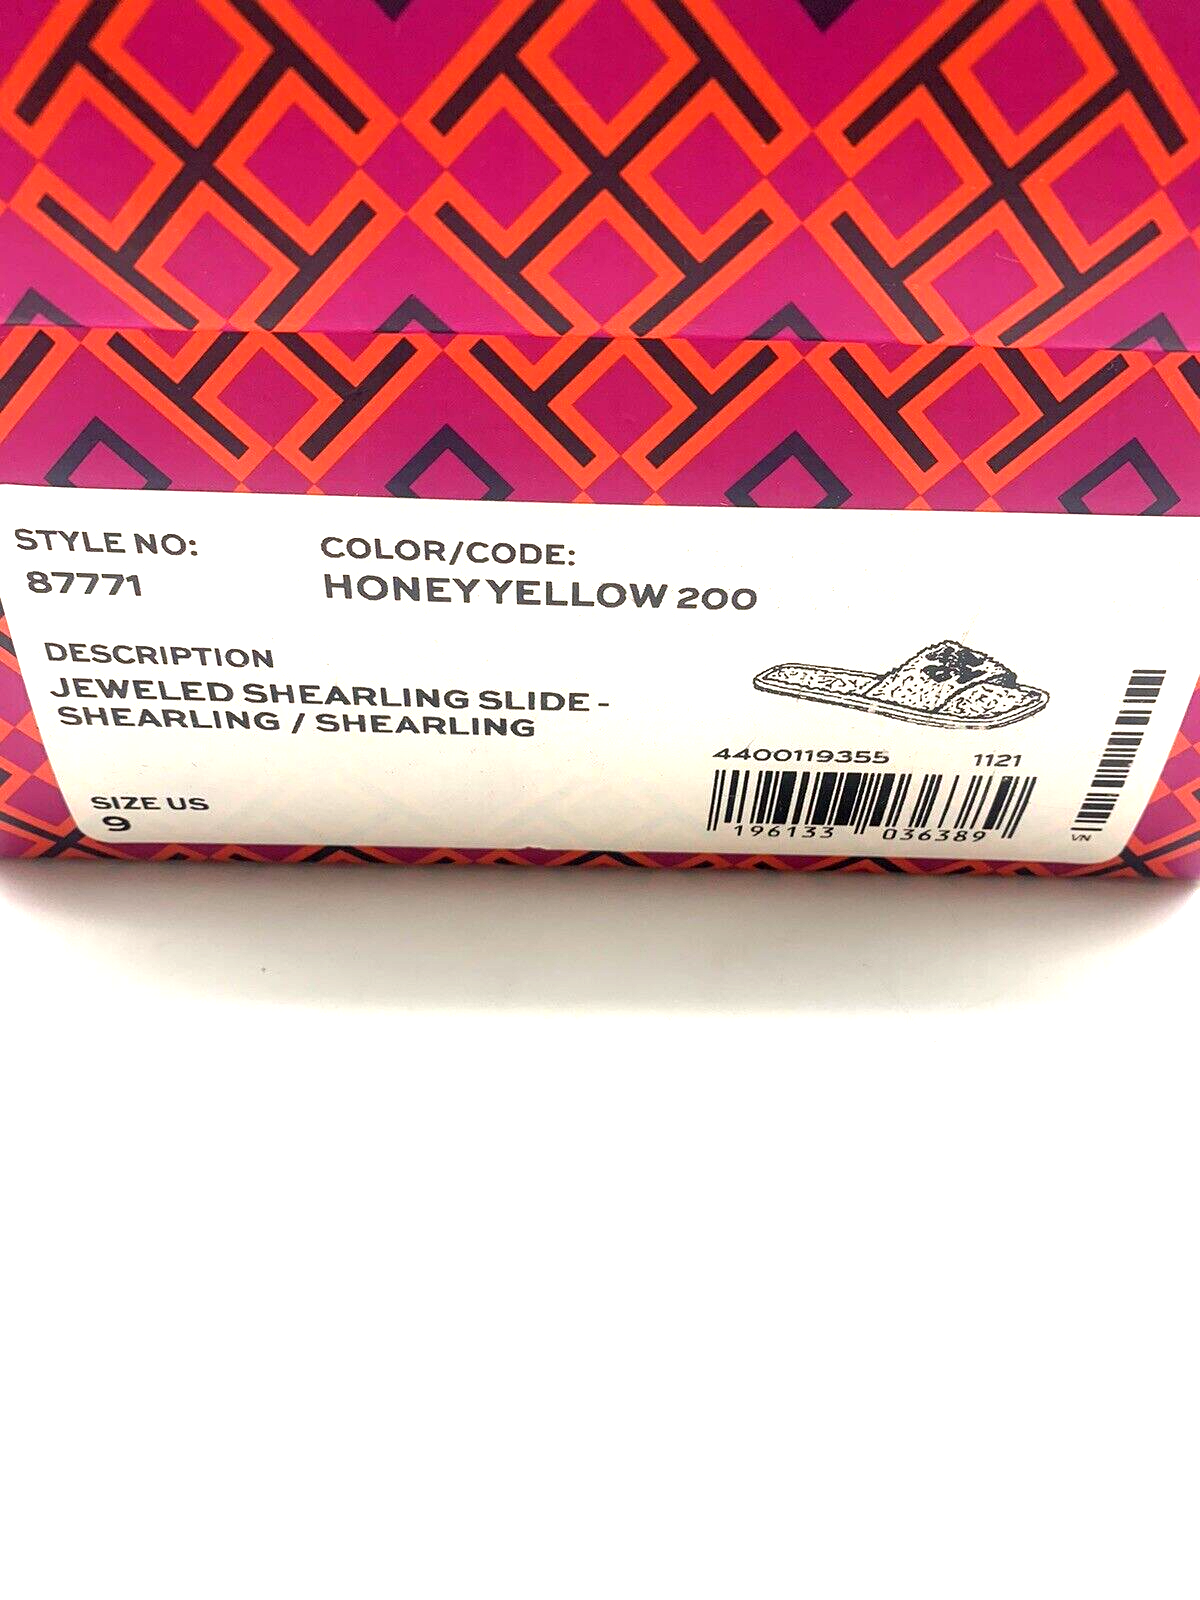 STYLE NO:
87771
COLOR/CODE:
HONEY YELLOW 200
DESCRIPTION
JEWELED SHEARLING SLIDE -
SHEARLING / SHEARLING
SIZE US
9
4400119355 1121
196133 036389
VN